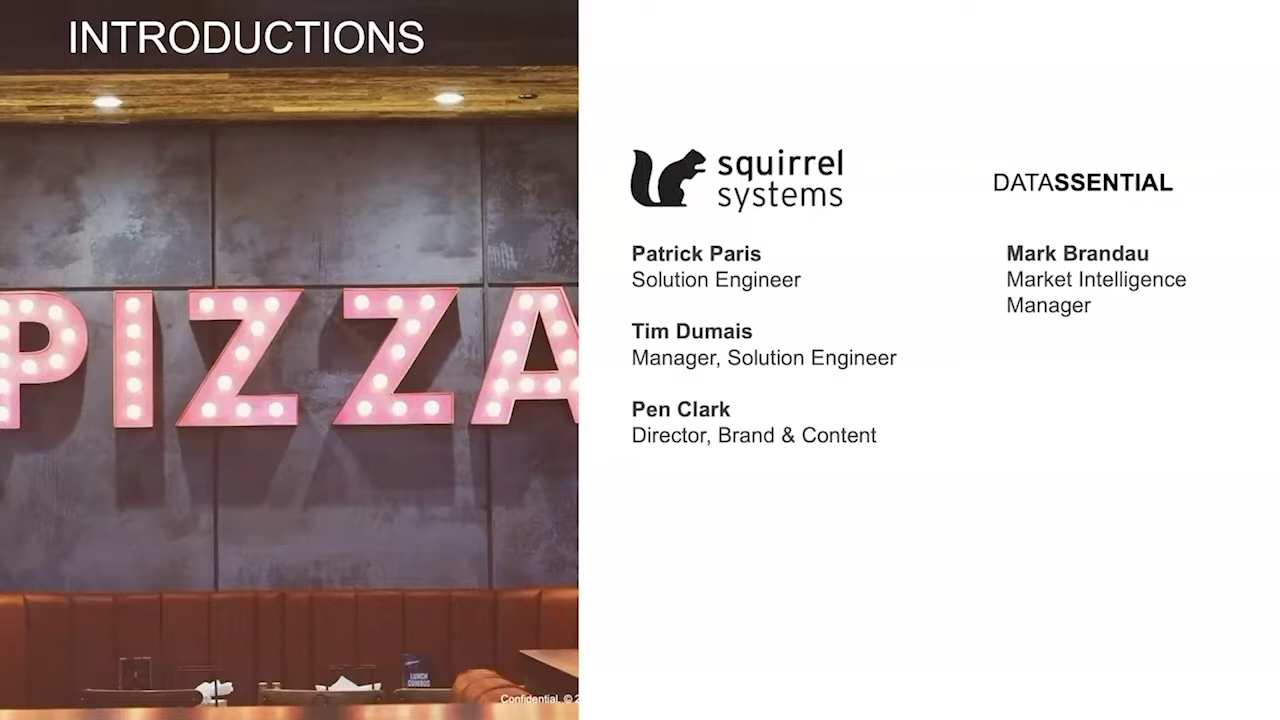 INTRODUCTIONS
PIZZA
LUNCH
COMBOS
Confidential. © 2
squirrel
systems
Patrick Paris
Solution Engineer
Tim Dumais
Manager, Solution Engineer
Pen Clark
Director, Brand & Content
DATASSENTIAL
Mark Brandau
Market Intelligence
Manager